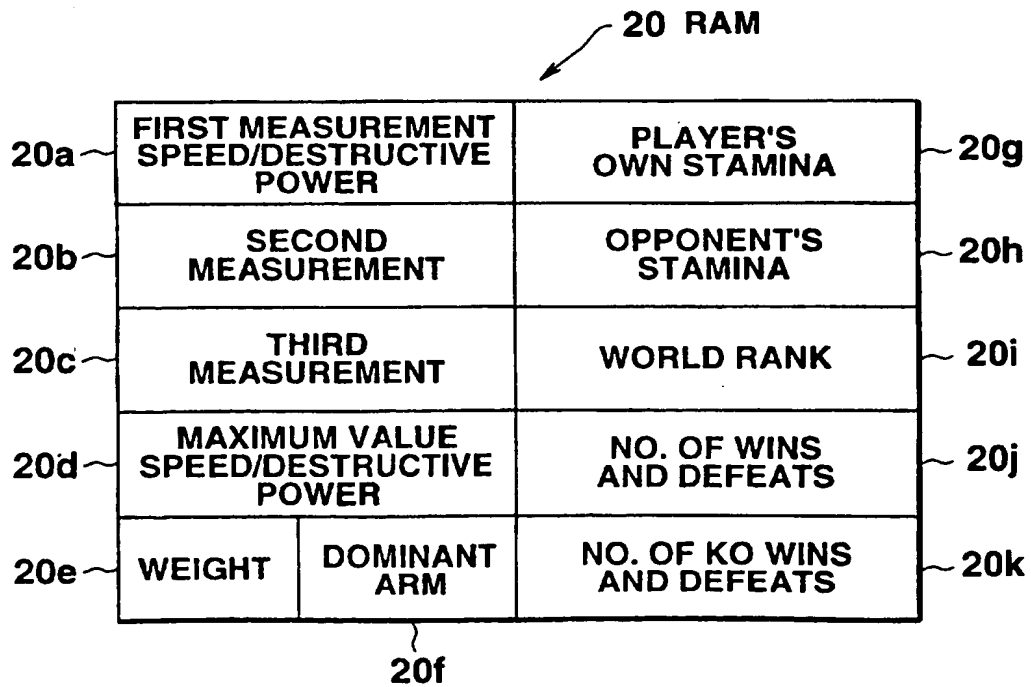 20 RAM
20a
FIRST MEASUREMENT
SPEED/DESTRUCTIVE
POWER
PLAYER'S
OWN STAMINA
20g
20b
SECOND
MEASUREMENT
OPPONENT'S
STAMINA
20h
20c
THIRD
MEASUREMENT
WORLD RANK
20i
20d
MAXIMUM VALUE
SPEED/DESTRUCTIVE
POWER
NO. OF WINS
AND DEFEATS
20j
20e
WEIGHT
DOMINANT
ARM
NO. OF KO WINS
AND DEFEATS
20k
20f